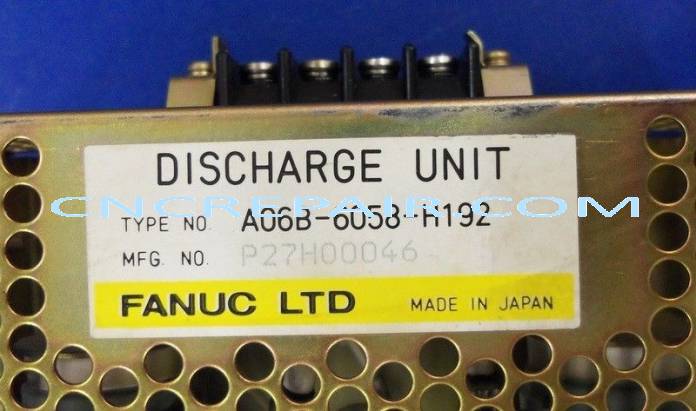 DISCHARGE UNIT
CNCREPAIR.COM
TYPE NO. A06B-6058-H192
MFG. NO. P27H00046
FANUC LTD MADE IN JAPAN